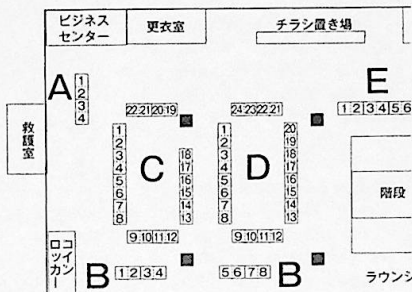 ビジネス
センター
更衣室
チラシ置き場
A
1
2
3
4
E
1 2 3 4 5 6
救護室
22 21 20 19
1
2
3
4
5
6
7
8
C
18
17
16
15
14
13
9 10 11 12
24 23 22 21
1
2
3
4
5
6
7
8
D
20
19
18
17
16
15
14
13
9 10 11 12
階段
コイン
ロッカー
B
1 2 3 4
5 6 7 8
B
ラウンジ